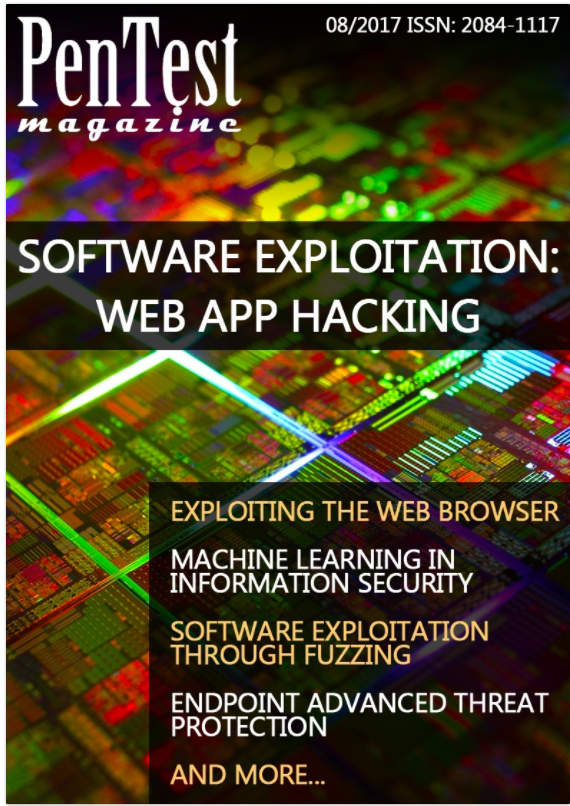 PenTest
magazine
08/2017 ISSN: 2084-1117
SOFTWARE EXPLOITATION:
WEB APP HACKING
EXPLOITING THE WEB BROWSER
MACHINE LEARNING IN
INFORMATION SECURITY
SOFTWARE EXPLOITATION
THROUGH FUZZING
ENDPOINT ADVANCED THREAT
PROTECTION
AND MORE...